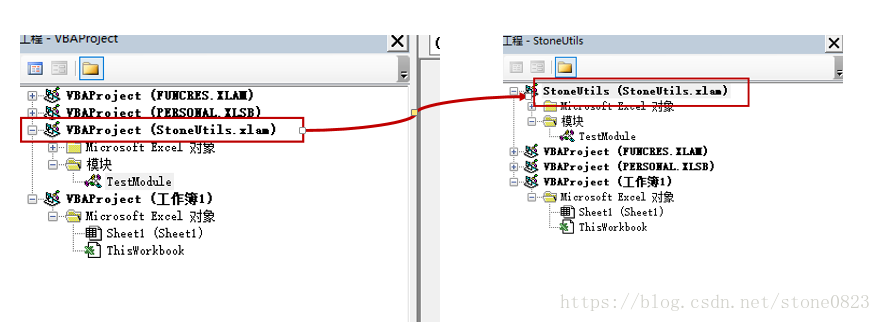 工程 - VBAProject
VBAProject (FUNCRES.XLAM)
VBAProject (PERSONAL.XLSB)
VBAProject (StoneUtils.xlam)
Microsoft Excel 对象
模块
TestModule
VBAProject (工作簿1)
Microsoft Excel 对象
Sheet1 (Sheet1)
ThisWorkbook
工程 - StoneUtils
StoneUtils (StoneUtils.xlam)
Microsoft Excel 对象
模块
TestModule
VBAProject (FUNCRES.XLAM)
VBAProject (PERSONAL.XLSB)
VBAProject (工作簿1)
Microsoft Excel 对象
Sheet1 (Sheet1)
ThisWorkbook
https://blog.csdn.net/stone0823